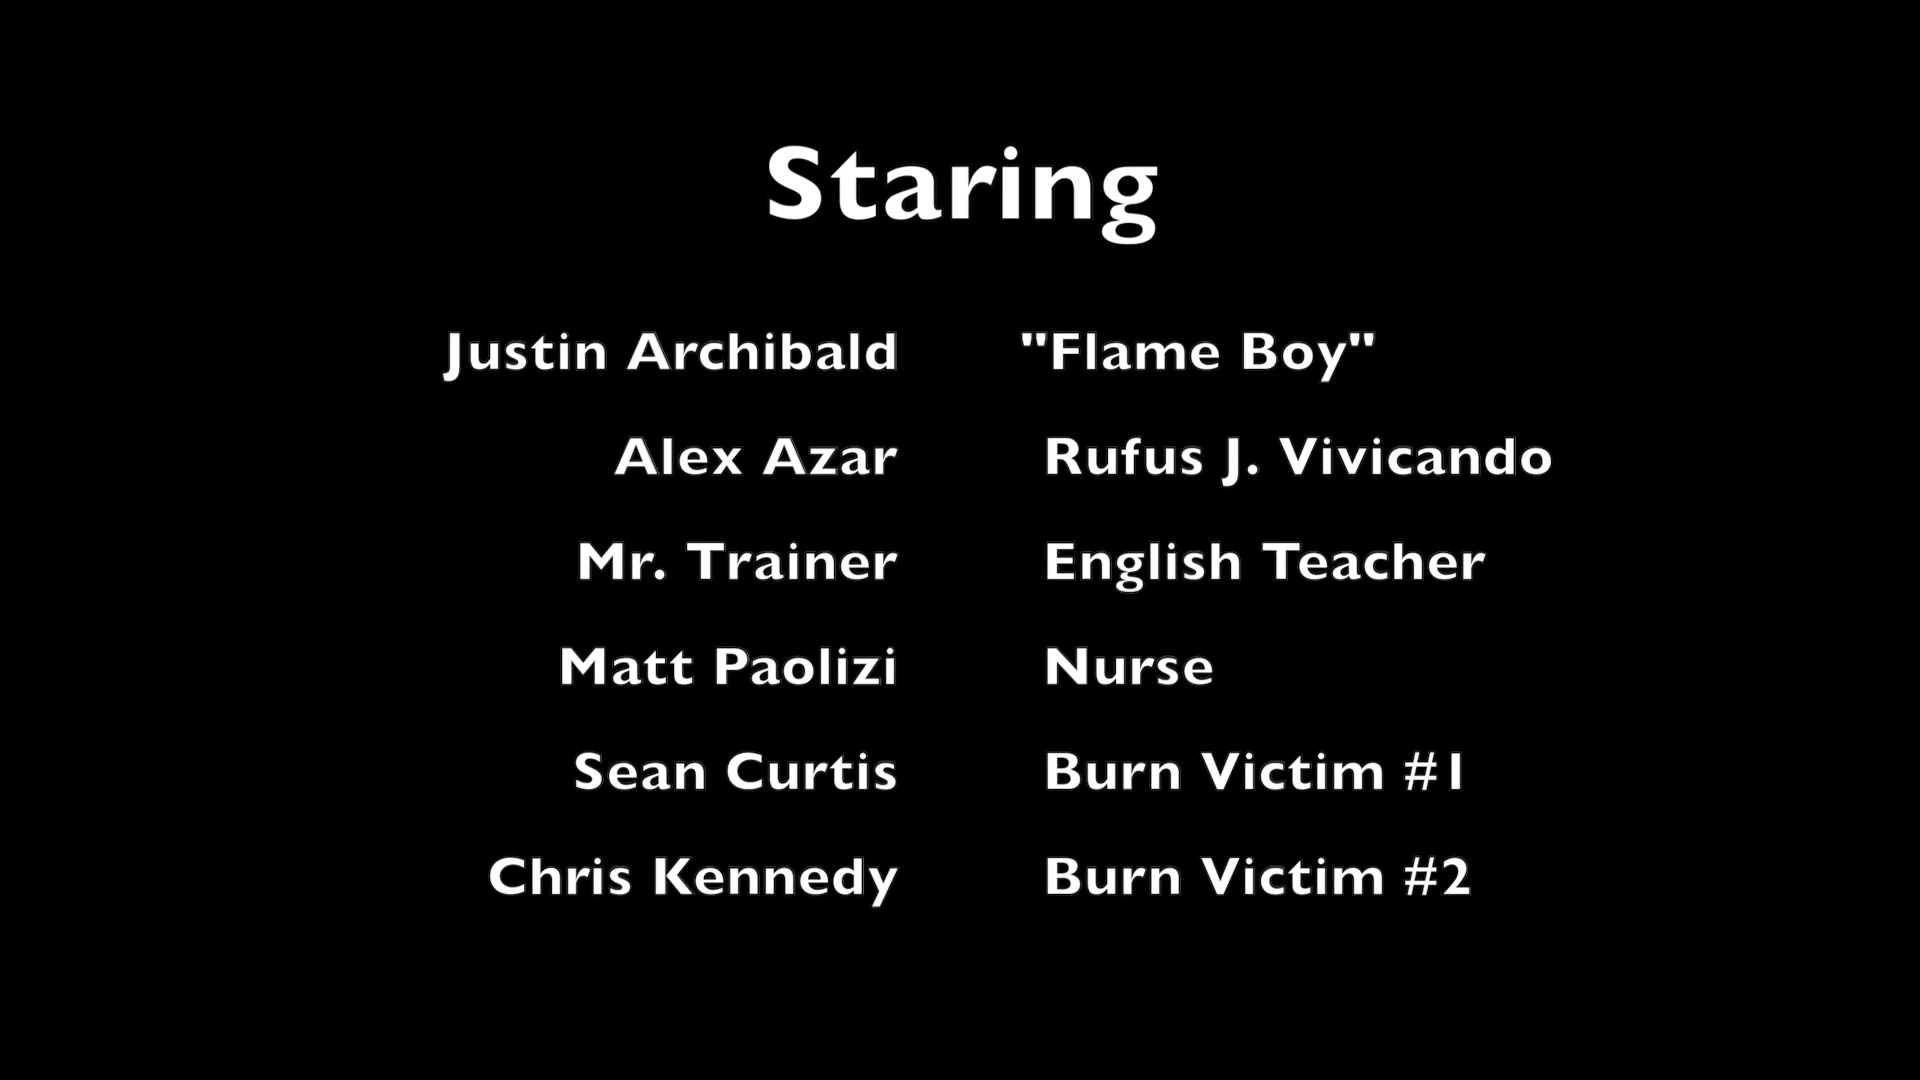 Staring
Justin Archibald "Flame Boy"
Alex Azar Rufus J. Vivicando
Mr. Trainer English Teacher
Matt Paolizi Nurse
Sean Curtis Burn Victim #1
Chris Kennedy Burn Victim #2